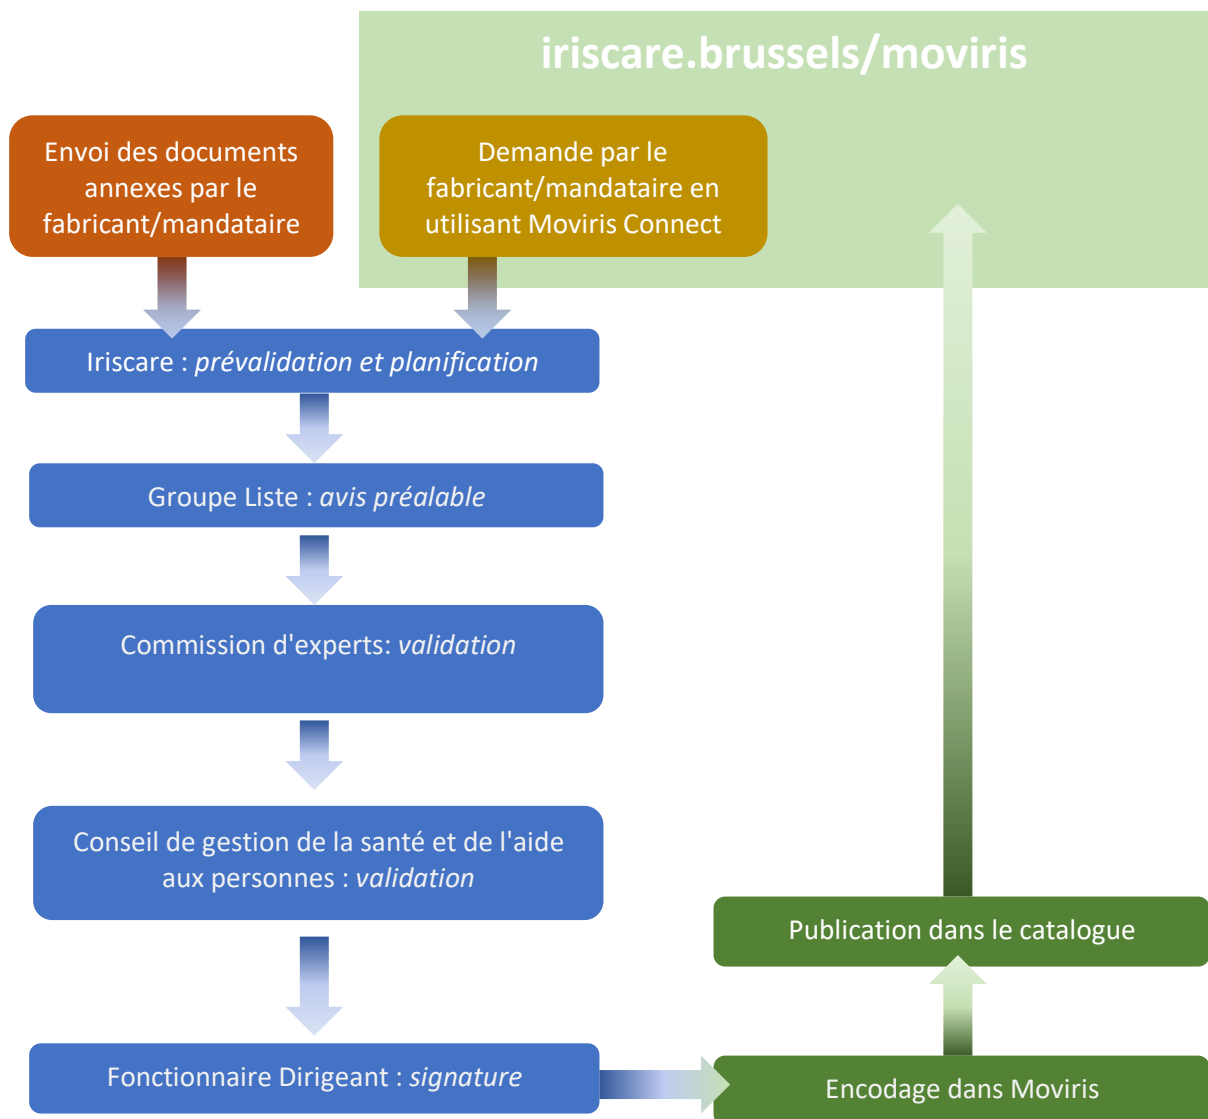 iriscare.brussels/moviris
Envoi des documents
annexes par le
fabricant/mandataire
Demande par le
fabricant/mandataire en
utilisant Moviris Connect
Iriscare : prévalidation et planification
Groupe Liste : avis préalable
Commission d'experts: validation
Conseil de gestion de la santé et de l'aide
aux personnes : validation
Publication dans le catalogue
Fonctionnaire Dirigeant : signature
Encodage dans Moviris